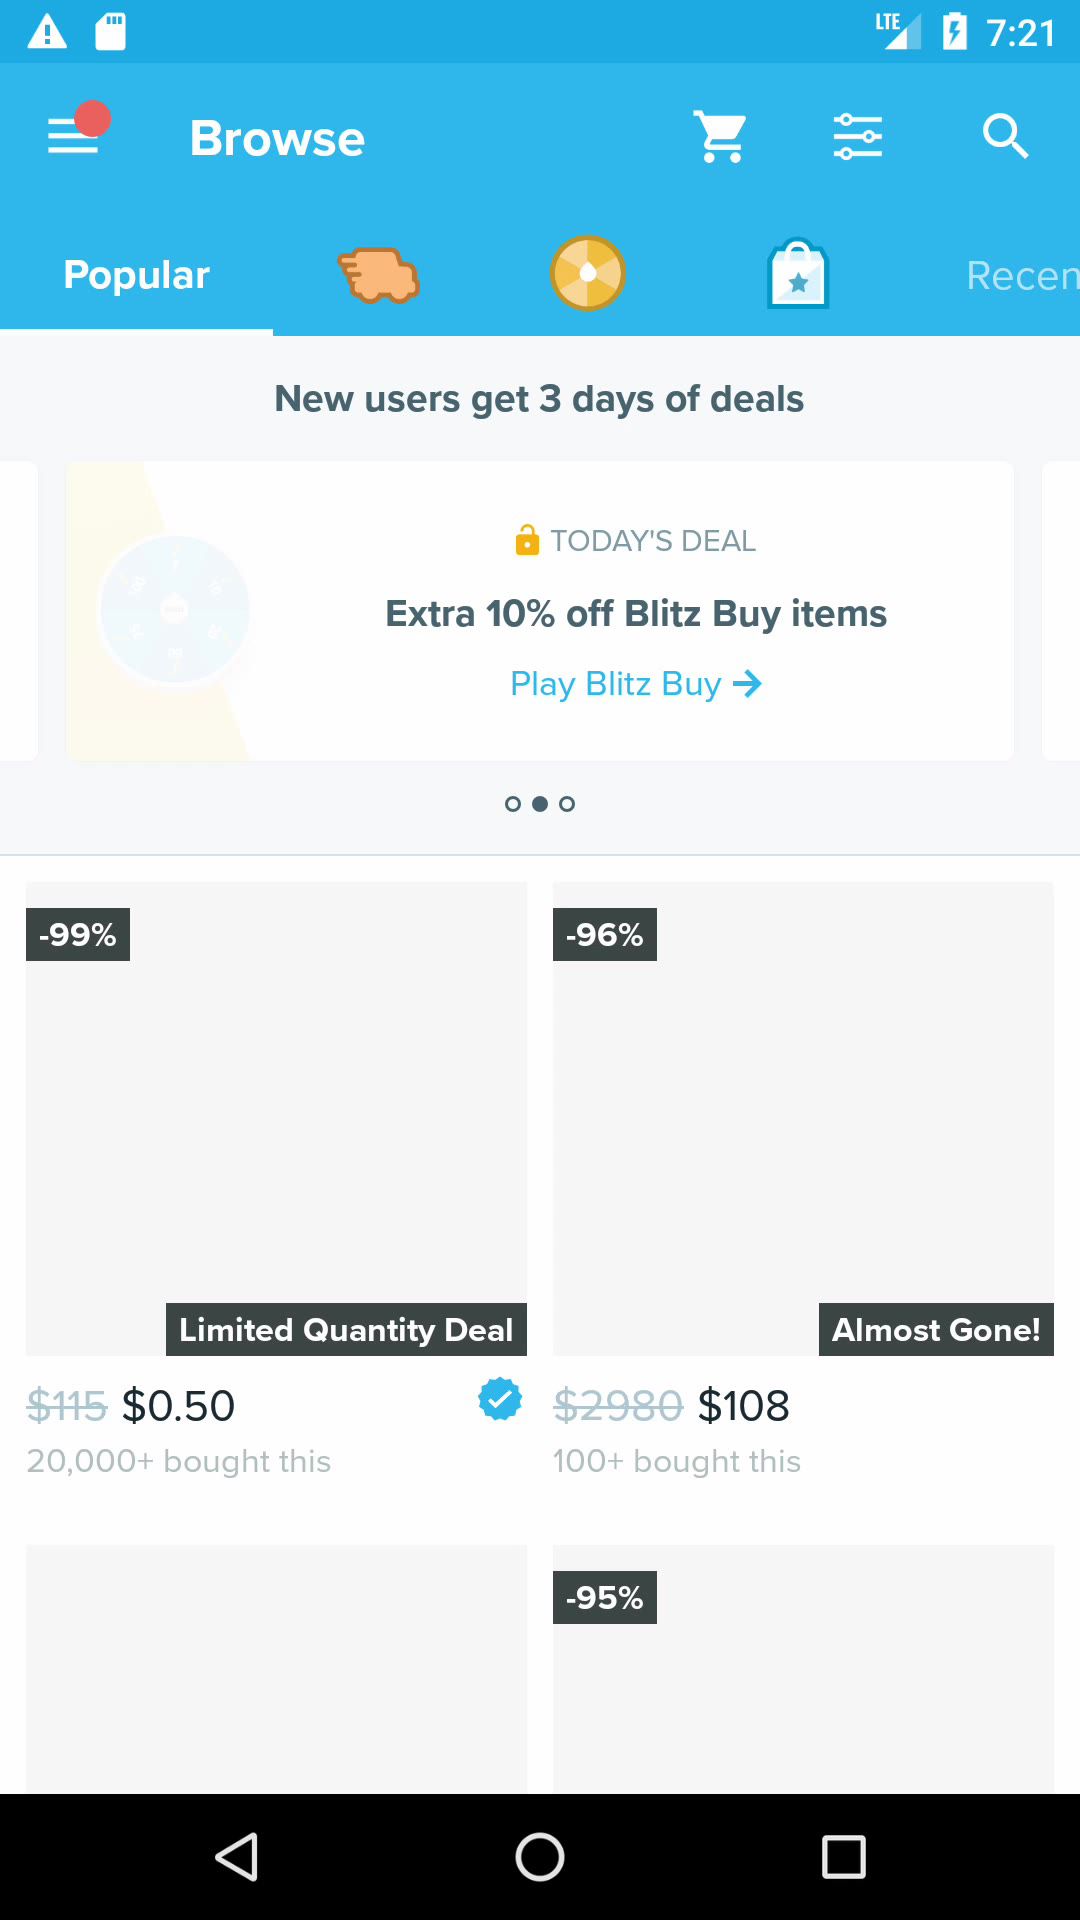 LTE 7:21
Browse
Popular
Recen
New users get 3 days of deals
TODAY'S DEAL
Extra 10% off Blitz Buy items
Play Blitz Buy
-99%
-96%
Limited Quantity Deal
Almost Gone!
$115 $0.50
$2980 $108
20,000+ bought this
100+ bought this
-95%